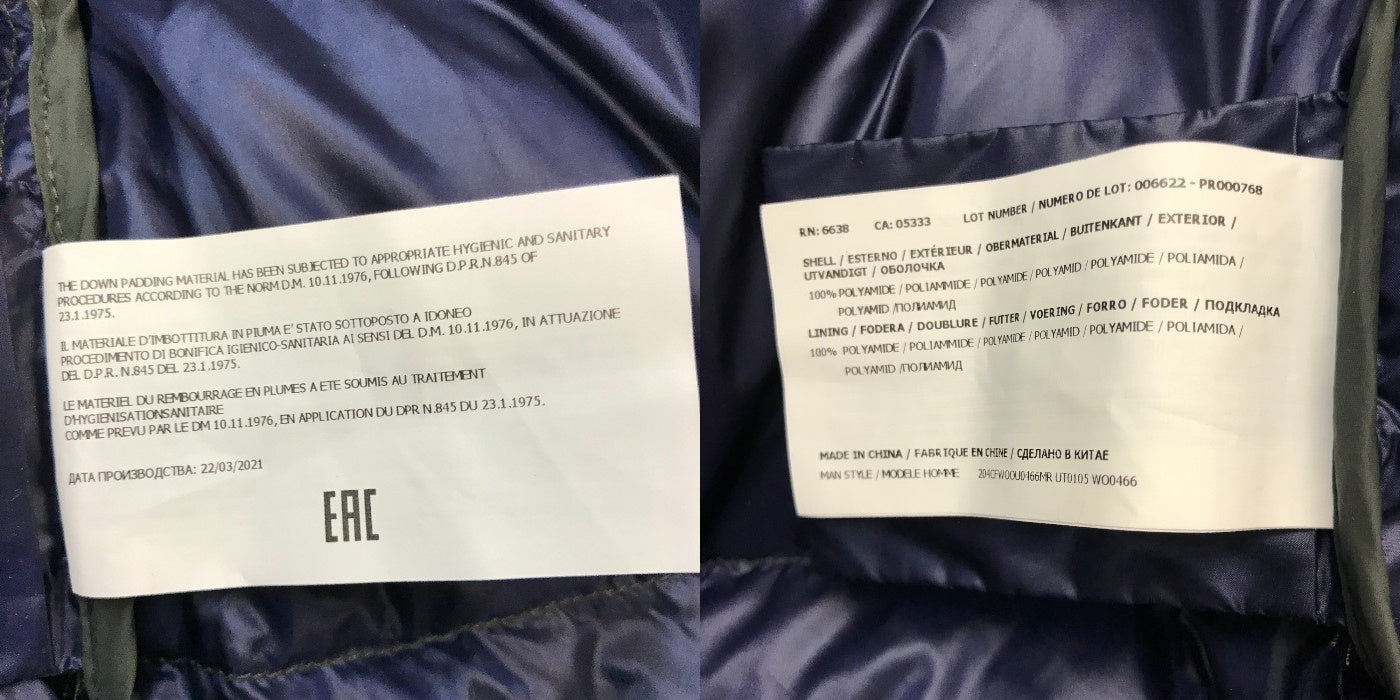 THE DOWN PADDING MATERIAL HAS BEEN SUBJECTED TO APPROPRIATE HYGIENIC AND SANITARY
PROCEDURES ACCORDING TO THE NORM D.M. 10.11.1976, FOLLOWING D.P.R.N.845 OF
23.1.1975.
IL MATERIALE D'IMBOTTITURA IN PIUMA E' STATO SOTTOPOSTO A IDONEO
PROCEDIMENTO DI BONIFICA IGIENICO-SANITARIA AI SENSI DEL D.M. 10.11.1976, IN ATTUAZIONE
DEL D.P.R. N.845 DEL 23.1.1975.
LE MATERIEL DU REMBOURRAGE EN PLUMES A ETE SOUMIS AU TRAITEMENT
D'HYGIENISATIONSANITAIRE
COMME PREVU PAR LE DM 10.11.1976, EN APPLICATION DU DPR N.845 DU 23.1.1975.
ДАТА ПРОИЗВОДСТВА: 22/03/2021
EAC
RN: 6638 CA: 05333 LOT NUMBER / NUMERO DE LOT: 006622 - PR000768
SHELL / ESTERNO / EXTÉRIEUR / OBERMATERIAL / BUITENKANT / EXTERIOR /
UTVANDIGT / ОБОЛОЧКА
100% POLYAMIDE / POLIAMMIDE / POLYAMIDE / POLYAMID / POLYAMIDE / POLIAMIDA /
POLYAMID /ПОЛИАМИД
LINING / FODERA / DOUBLURE / FUTTER / VOERING / FORRO / FODER / ПОДКЛАДКА
100% POLYAMIDE / POLIAMMIDE / POLYAMIDE / POLYAMID / POLYAMIDE / POLIAMIDA /
POLYAMID /ПОЛИАМИД
MADE IN CHINA / FABRIQUE EN CHINE / СДЕЛАНО В КИТАЕ
MAN STYLE / MODELE HOMME 204CFWOOU0466MR UT0105 WO0466